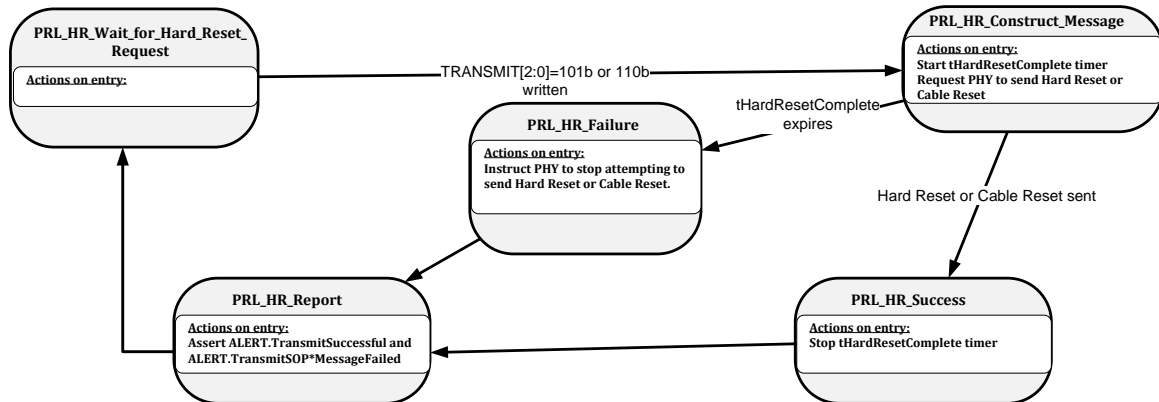 PRL_HR_Wait_for_Hard_Reset_
Request
Actions on entry:
TRANSMIT[2:0]=101b or 110b
written
PRL_HR_Construct_Message
Actions on entry:
Start tHardResetComplete timer
Request PHY to send Hard Reset or
Cable Reset
tHardResetComplete
expires
PRL_HR_Failure
Actions on entry:
Instruct PHY to stop attempting to
send Hard Reset or Cable Reset.
Hard Reset or Cable Reset sent
PRL_HR_Report
Actions on entry:
Assert ALERT.TransmitSuccessful and
ALERT.TransmitSOP*MessageFailed
PRL_HR_Success
Actions on entry:
Stop tHardResetComplete timer